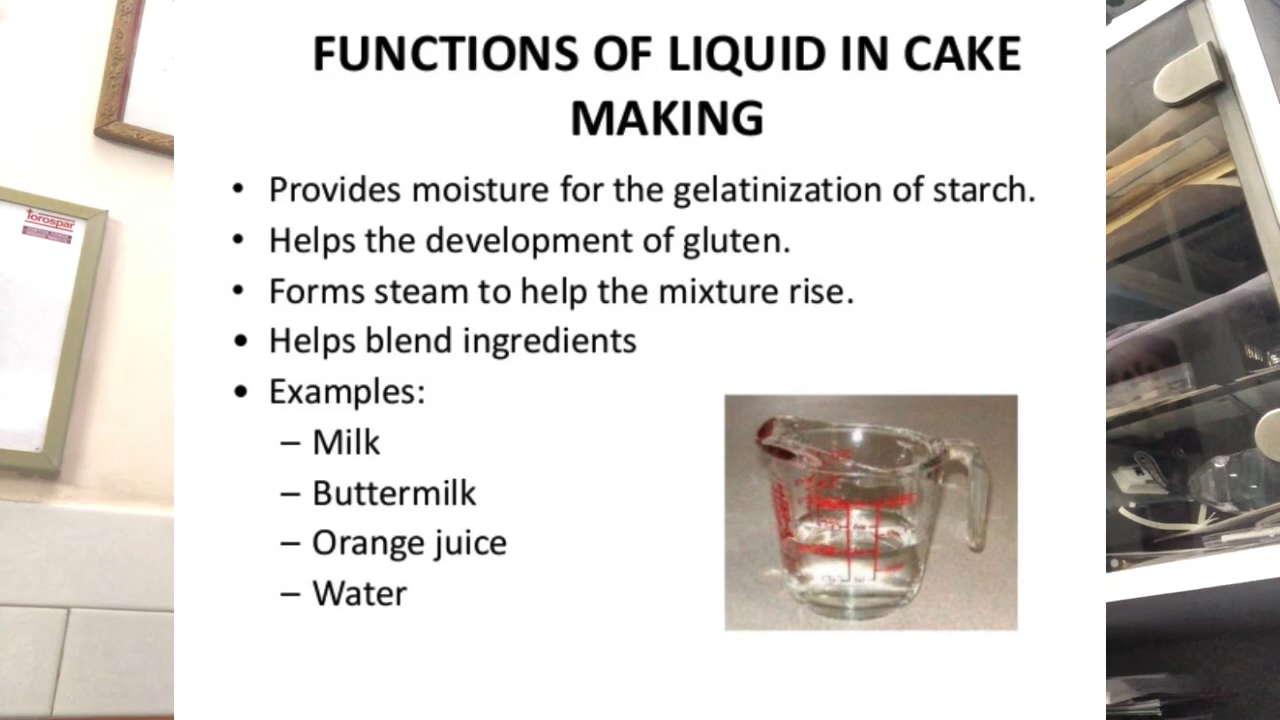 FUNCTIONS OF LIQUID IN CAKE
MAKING
• Provides moisture for the gelatinization of starch.
• Helps the development of gluten.
• Forms steam to help the mixture rise.
• Helps blend ingredients
• Examples:
– Milk
– Buttermilk
– Orange juice
– Water
forospar